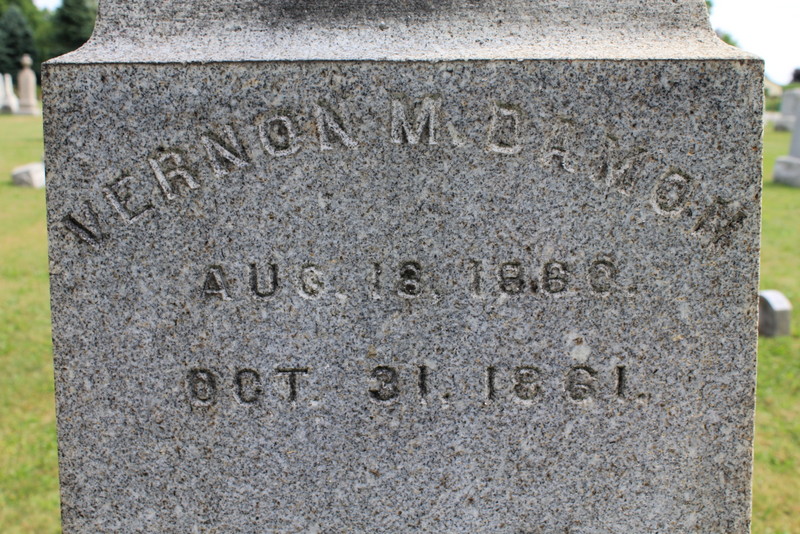 VERNON M. DAMON
AUG. 18. 1860.
OCT. 31. 1861.